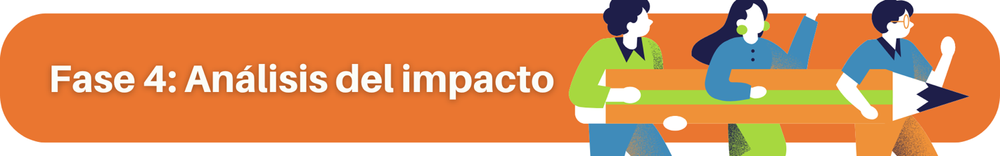 Fase 4: Análisis del impacto